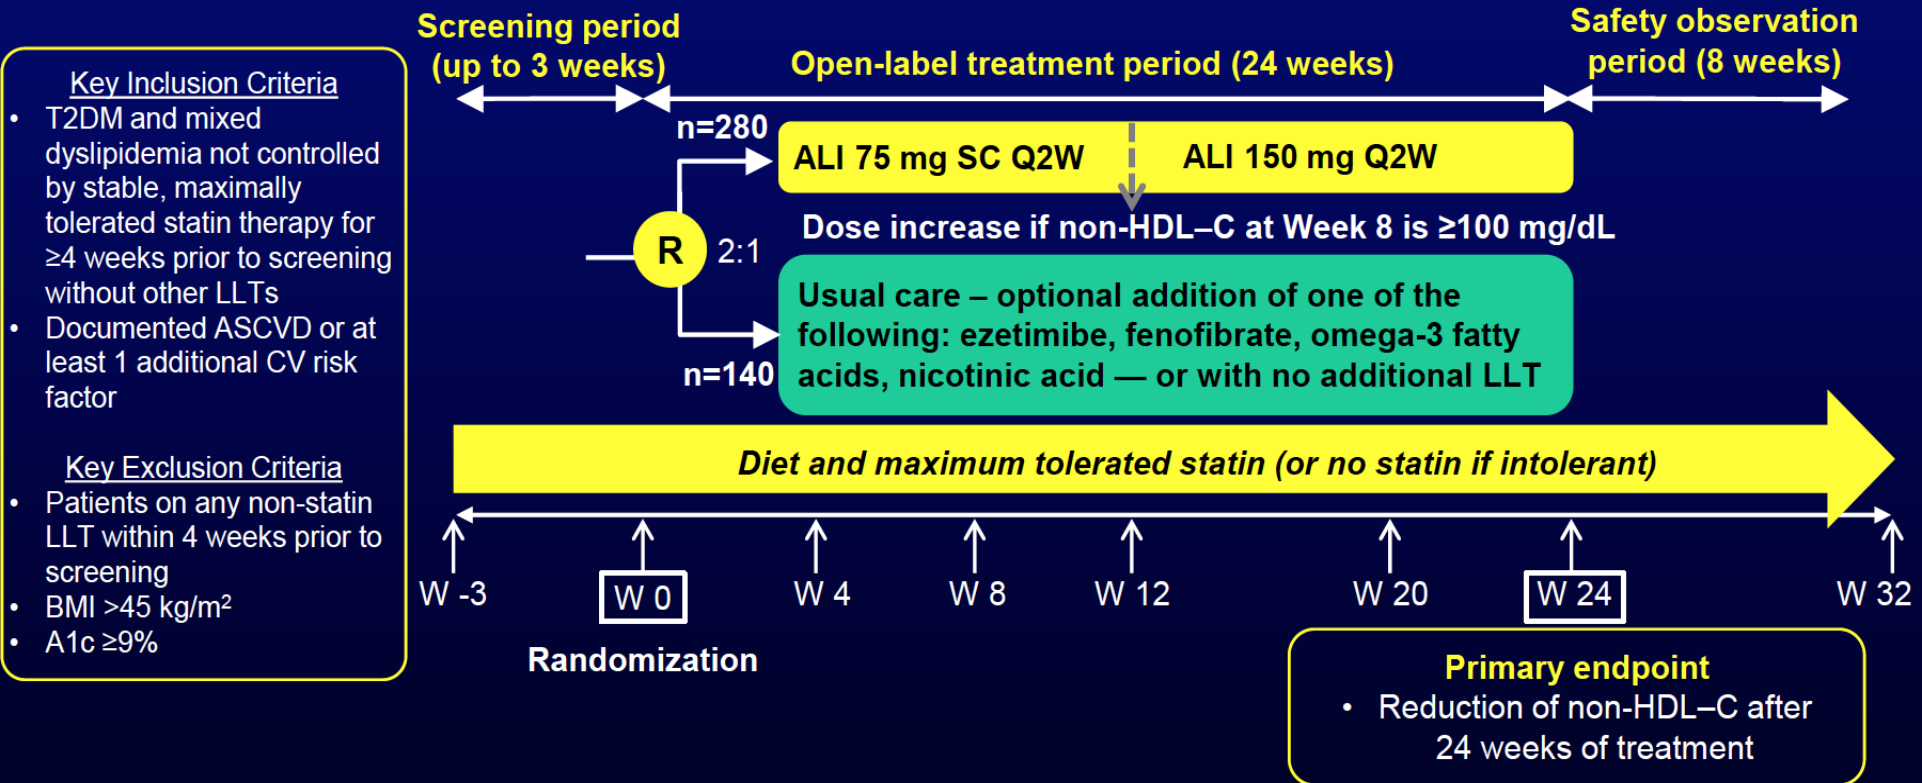 Screening period
(up to 3 weeks)
Open-label treatment period (24 weeks)
Safety observation
period (8 weeks)
Key Inclusion Criteria
• T2DM and mixed
dyslipidemia not controlled
by stable, maximally
tolerated statin therapy for
≥4 weeks prior to screening
without other LLTs
• Documented ASCVD or at
least 1 additional CV risk
factor
Key Exclusion Criteria
• Patients on any non-statin
LLT within 4 weeks prior to
screening
• BMI >45 kg/m²
• A1c ≥9%
n=280
ALI 75 mg SC Q2W
ALI 150 mg Q2W
Dose increase if non-HDL–C at Week 8 is ≥100 mg/dL
R
2:1
Usual care – optional addition of one of the
following: ezetimibe, fenofibrate, omega-3 fatty
acids, nicotinic acid — or with no additional LLT
n=140
Diet and maximum tolerated statin (or no statin if intolerant)
W -3
W 0
W 4
W 8
W 12
W 20
W 24
W 32
Randomization
Primary endpoint
• Reduction of non-HDL–C after
24 weeks of treatment